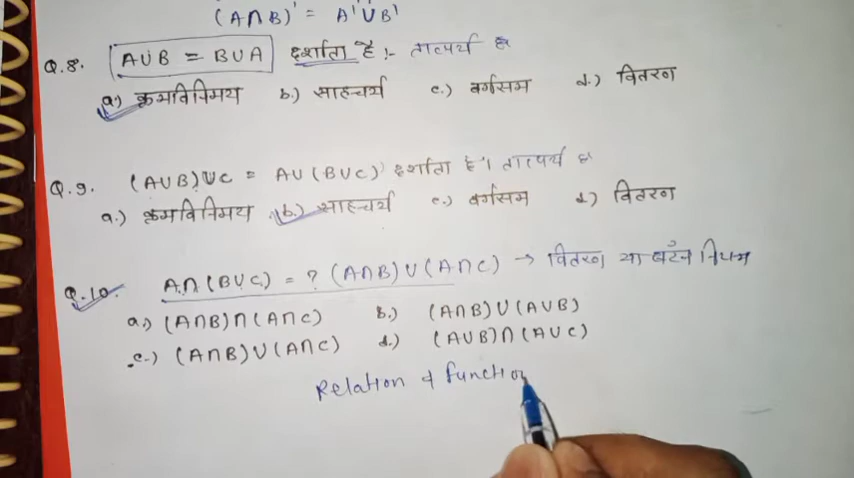 (A∩B)' = A'∪B'
Q.8. A∪B = B∪A दर्शाता है :- तात्पर्य है
a.) क्रमविनिमय b.) साहचर्य c.) वर्गसम d.) वितरण
Q.9. (A∪B)∪C = A∪(B∪C) दर्शाता है। तात्पर्य है
a.) क्रमविनिमय b.) साहचर्य c.) वर्गसम d.) वितरण
Q.10. A∩(B∪C) = ? (A∩B)∪(A∩C) → वितरण या बटँन नियम
a.) (A∩B)∩(A∩C) b.) (A∩B)∪(A∪B)
c.) (A∩B)∪(A∩C) d.) (A∪B)∩(A∪C)
Relation & function